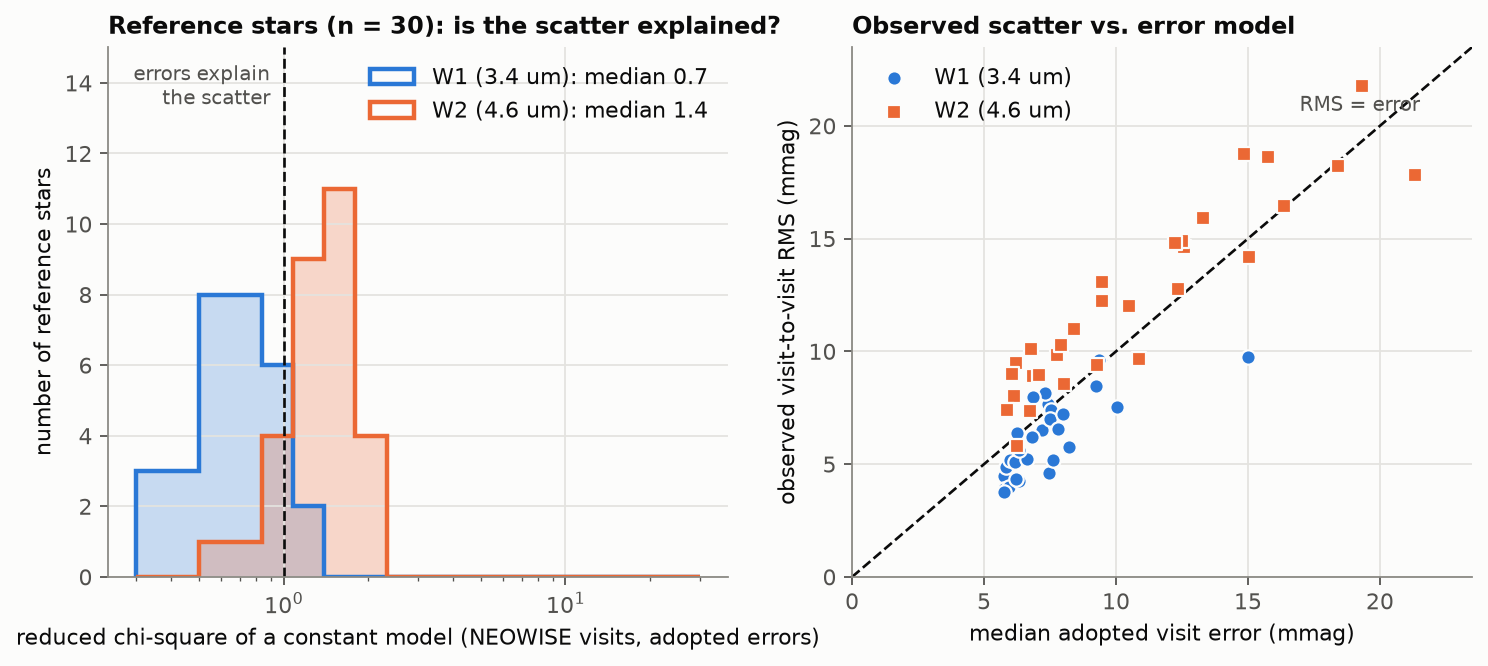 Reference stars (n = 30): is the scatter explained?
errors explain
the scatter
W1 (3.4 um): median 0.7
W2 (4.6 um): median 1.4
14
12
10
8
6
4
2
0
10⁰
10¹
number of reference stars
reduced chi-square of a constant model (NEOWISE visits, adopted errors)
Observed scatter vs. error model
W1 (3.4 um)
W2 (4.6 um)
RMS = error
20
15
10
5
0
0
5
10
15
20
observed visit-to-visit RMS (mmag)
median adopted visit error (mmag)